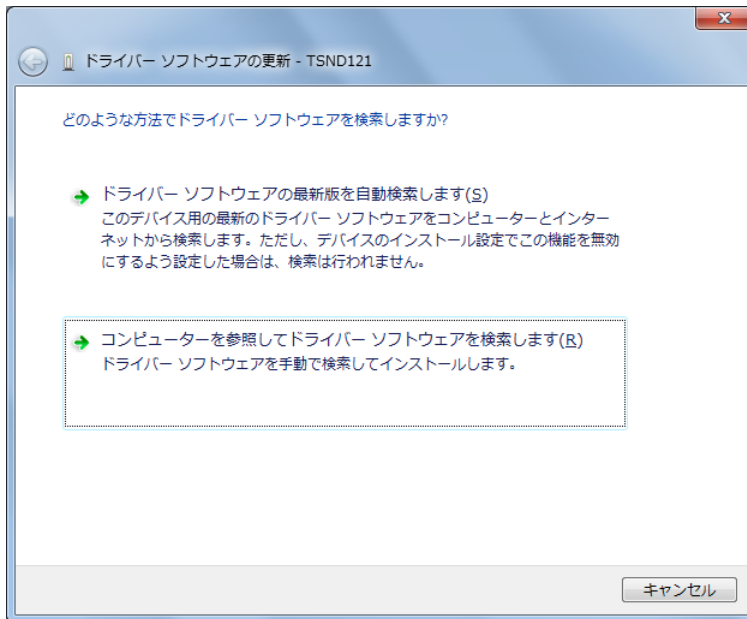 ドライバー ソフトウェアの更新 - TSND121
どのような方法でドライバー ソフトウェアを検索しますか?
ドライバー ソフトウェアの最新版を自動検索します(S)
このデバイス用の最新のドライバー ソフトウェアをコンピューターとインター
ネットから検索します。ただし、デバイスのインストール設定でこの機能を無効
にするよう設定した場合は、検索は行われません。
コンピューターを参照してドライバー ソフトウェアを検索します(R)
ドライバー ソフトウェアを手動で検索してインストールします。
キャンセル